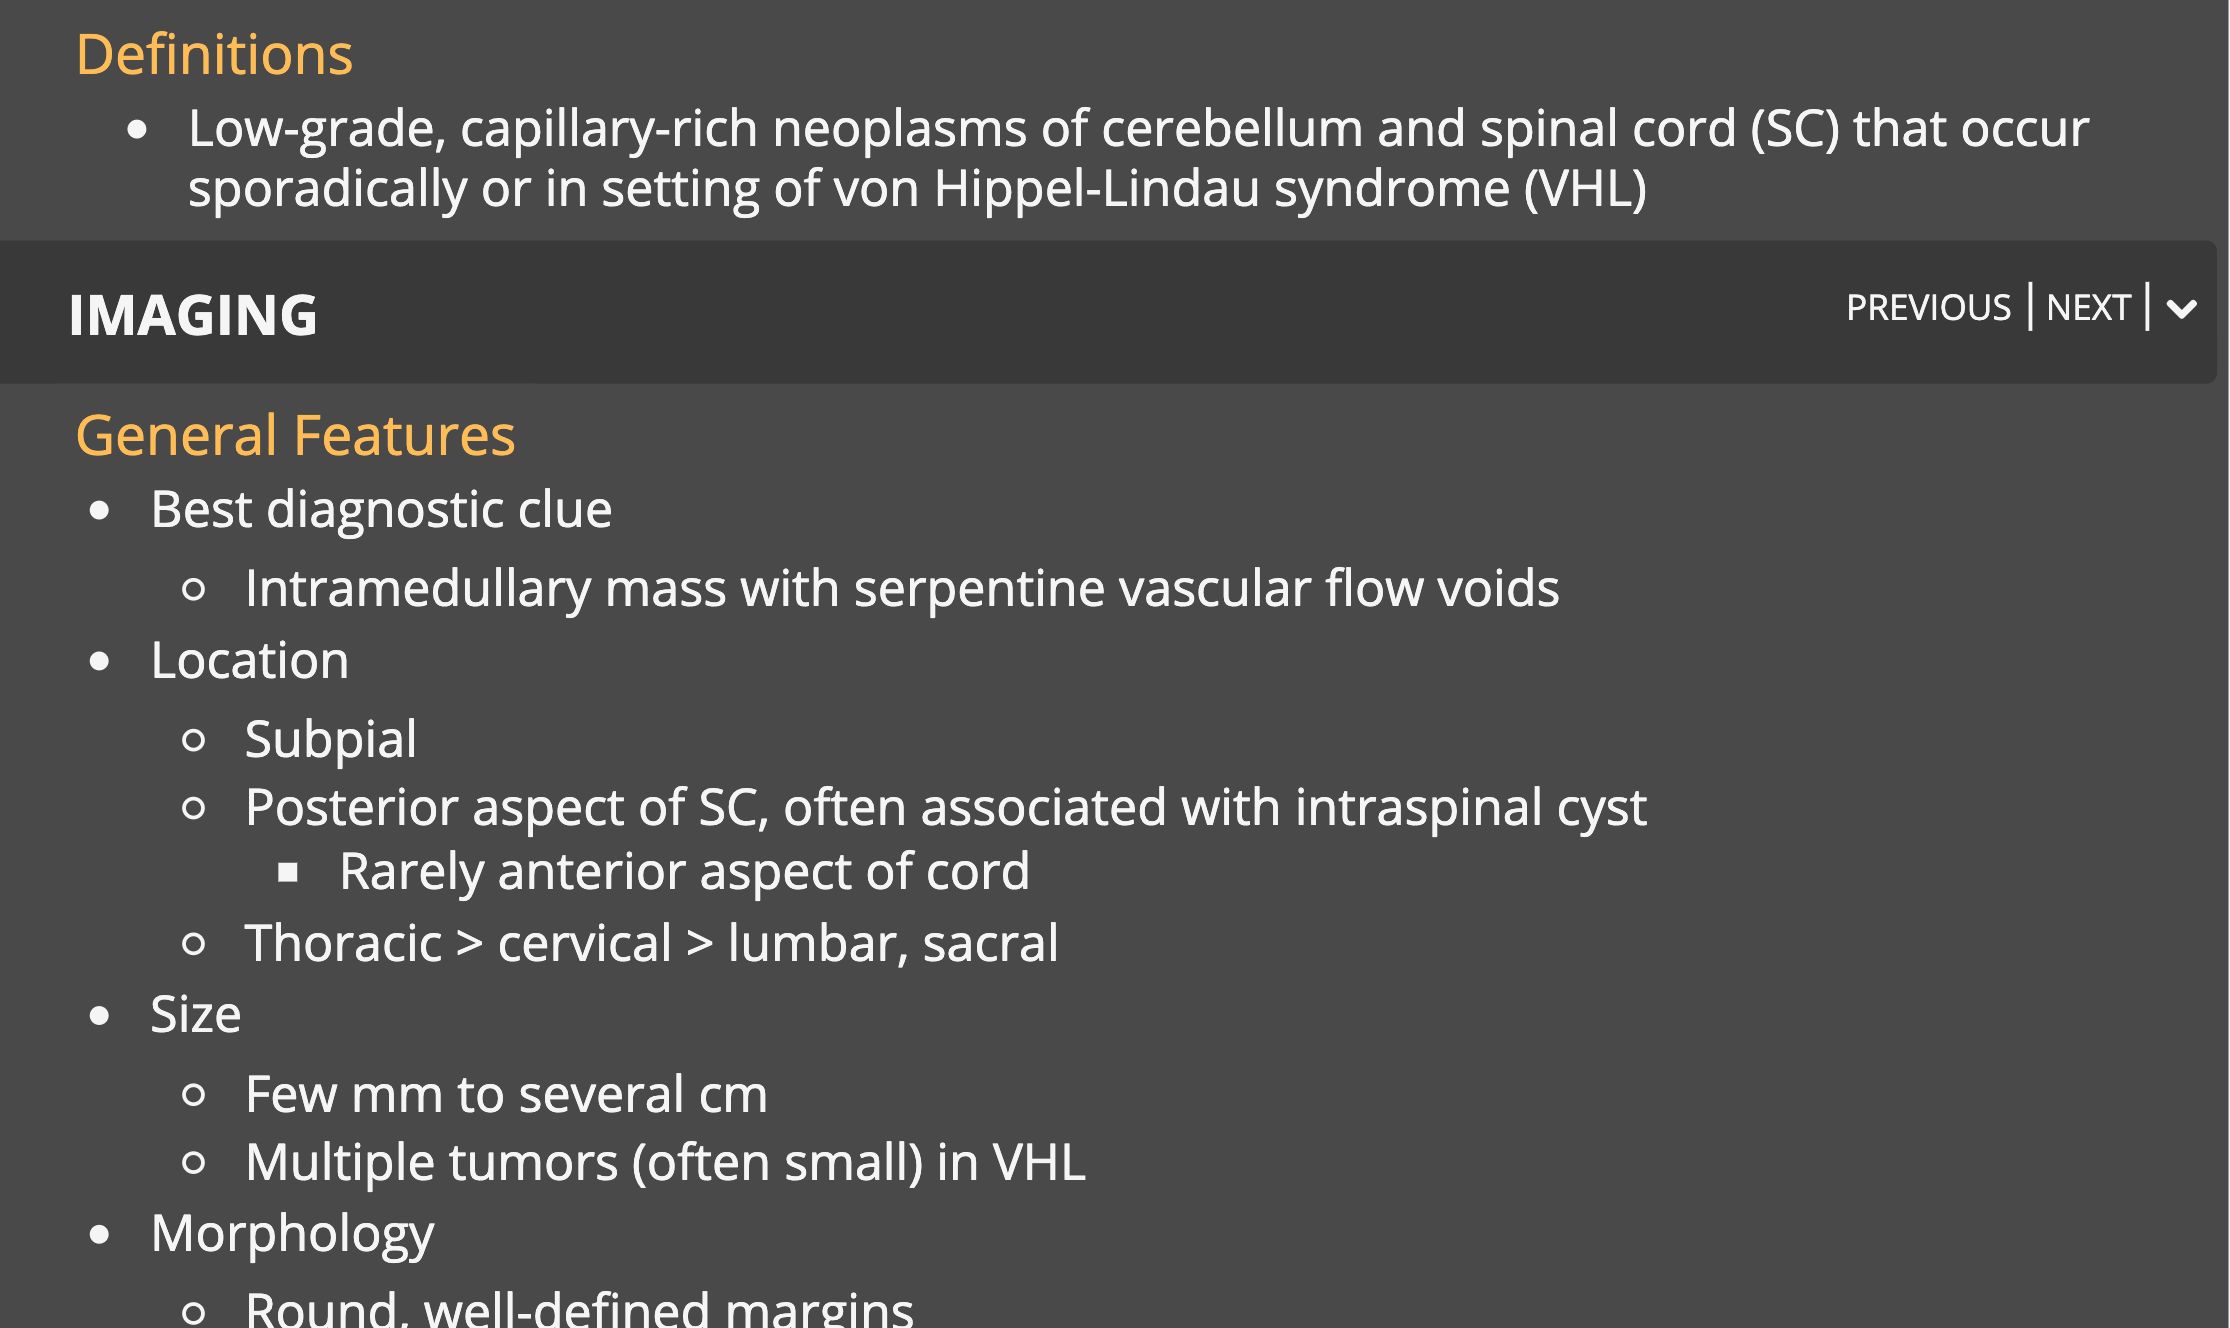 Definitions
Low-grade, capillary-rich neoplasms of cerebellum and spinal cord (SC) that occur
sporadically or in setting of von Hippel-Lindau syndrome (VHL)
IMAGING
PREVIOUS | NEXT |
General Features
Best diagnostic clue
Intramedullary mass with serpentine vascular flow voids
Location
Subpial
Posterior aspect of SC, often associated with intraspinal cyst
Rarely anterior aspect of cord
Thoracic > cervical > lumbar, sacral
Size
Few mm to several cm
Multiple tumors (often small) in VHL
Morphology
Round, well-defined margins